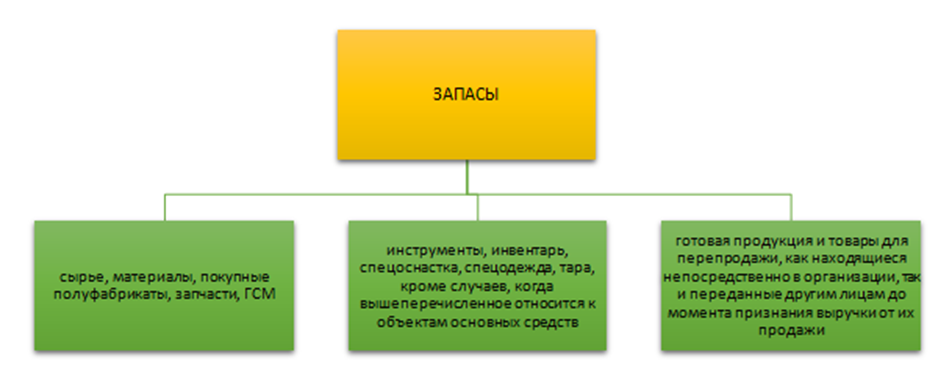 ЗАПАСЫ
сырье, материалы, покупные
полуфабрикаты, запчасти, ГСМ
инструменты, инвентарь,
спецоснастка, спецодежда, тара,
кроме случаев, когда
вышеперечисленное относится к
объектам основных средств
готовая продукция и товары для
перепродажи, как находящиеся
непосредственно в организации, так
и переданные другим лицам до
момента признания выручки от их
продажи